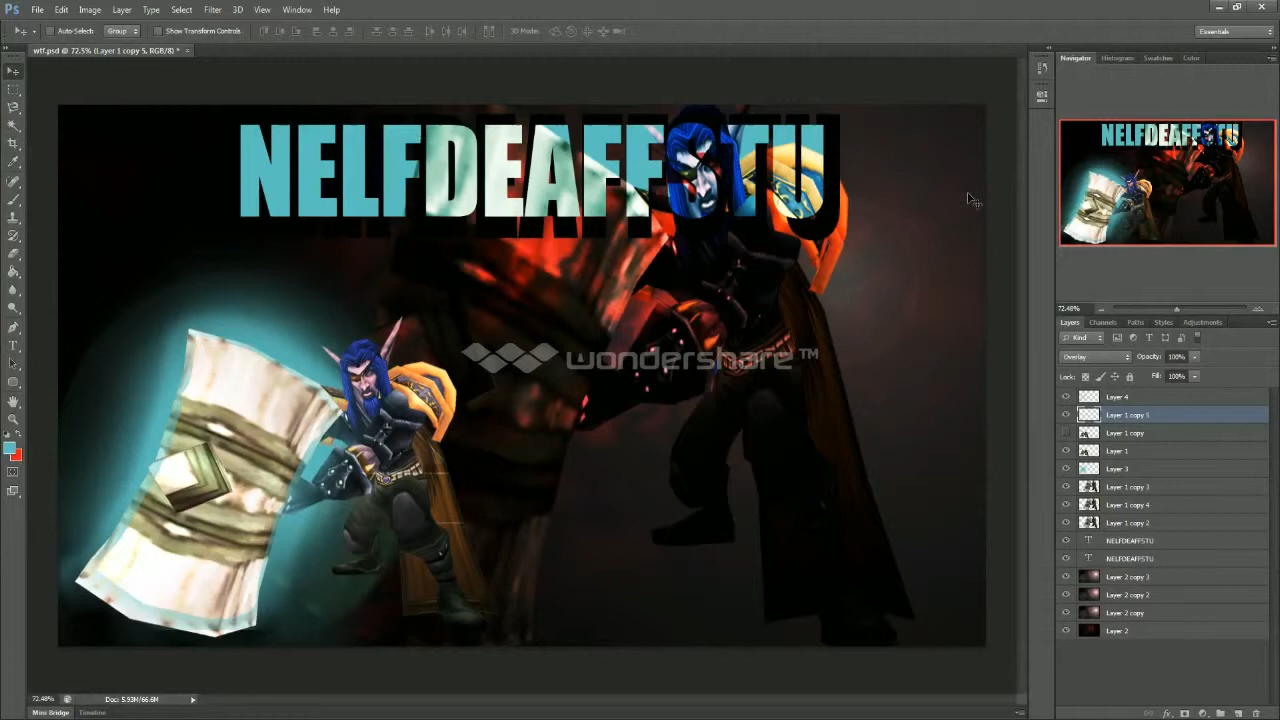 Ps File Edit Image Layer Type Select Filter 3D View Window Help
Auto-Select: Group Show Transform Controls 3D Mode: Essentials
wtf.psd @ 72.5% (Layer 1 copy 5, RGB/8) *
Navigator Histogram Swatches Color
NELFDEAFFSTU
NELFDEAFFSTU
72.48%
Layers Channels Paths Styles Adjustments
Kind
Overlay Opacity: 100%
Lock: Fill: 100%
wondershare™
Layer 4
Layer 1 copy 5
Layer 1 copy
Layer 1
Layer 3
Layer 1 copy 3
Layer 1 copy 4
Layer 1 copy 2
NELFDEAFFSTU
NELFDEAFFSTU
Layer 2 copy 3
Layer 2 copy 2
Layer 2 copy
Layer 2
72.48% Doc: 5.93M/66.6M
Mini Bridge Timeline